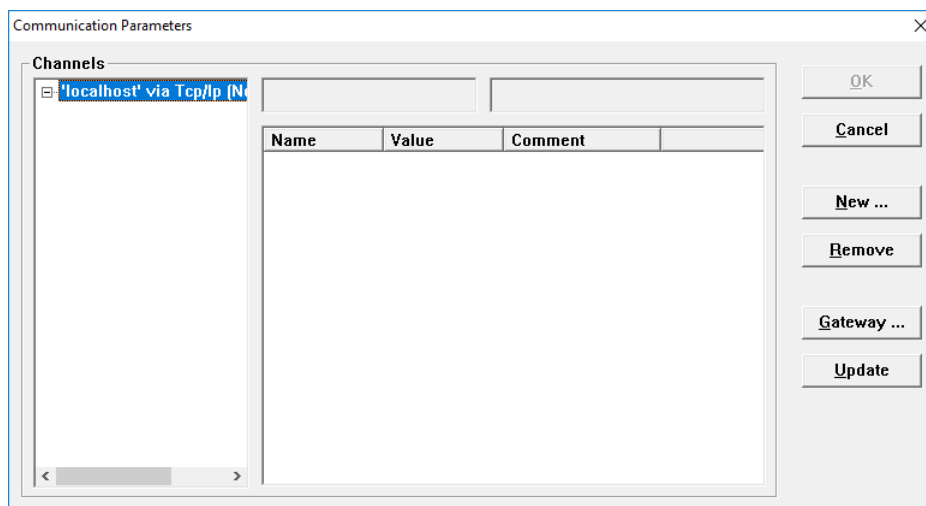 Communication Parameters
Channels
'localhost' via Tcp/Ip (N
OK
Cancel
Name Value Comment
New ...
Remove
Gateway ...
Update